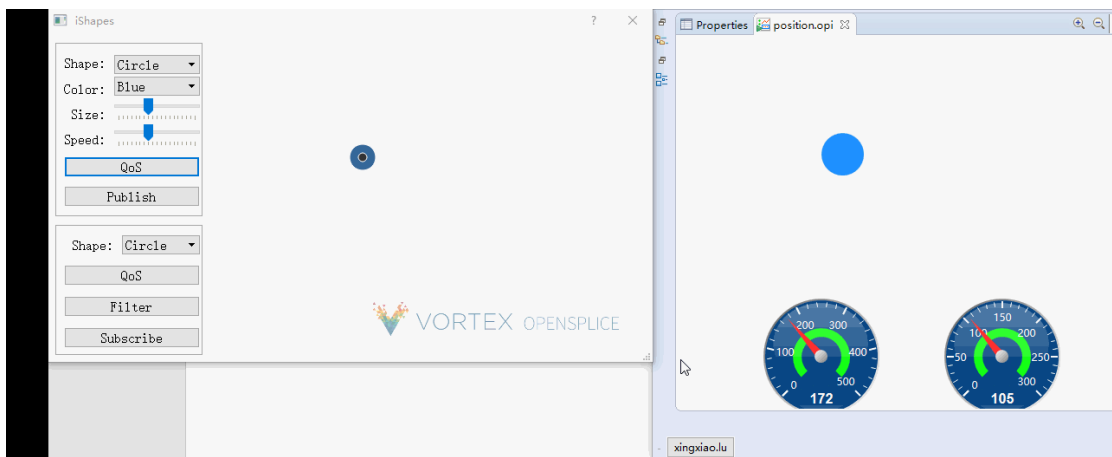 iShapes
?
Shape: Circle
Color: Blue
Size:
Speed:
QoS
Publish
Shape: Circle
QoS
Filter
Subscribe
VORTEX OPENSPLICE
Properties position.opi
0 100 200 300 400 500
172
0 50 100 150 200 250 300
105
xingxiao.lu